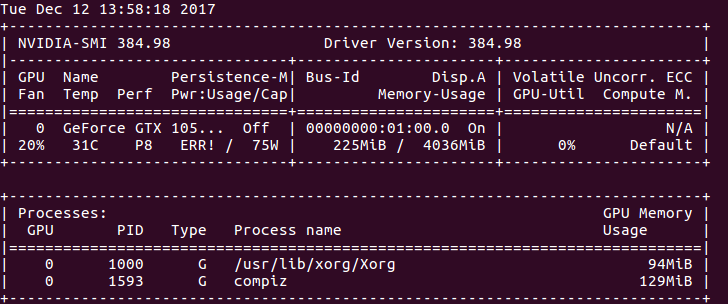 Tue Dec 12 13:58:18 2017
+-----------------------------------------------------------------------------+
| NVIDIA-SMI 384.98                 Driver Version: 384.98                    |
|-------------------------------+----------------------+----------------------+
| GPU  Name        Persistence-M| Bus-Id        Disp.A | Volatile Uncorr. ECC |
| Fan  Temp  Perf  Pwr:Usage/Cap|         Memory-Usage | GPU-Util  Compute M. |
|===============================+======================+======================|
|   0  GeForce GTX 105...  Off  | 00000000:01:00.0  On |                  N/A |
| 20%   31C    P8   ERR! /  75W |    225MiB /  4036MiB |      0%      Default |
+-------------------------------+----------------------+----------------------+

+-----------------------------------------------------------------------------+
| Processes:                                                       GPU Memory |
|  GPU       PID   Type   Process name                             Usage      |
|=============================================================================|
|    0      1000      G   /usr/lib/xorg/Xorg                            94MiB |
|    0      1593      G   compiz                                       129MiB |
+-----------------------------------------------------------------------------+